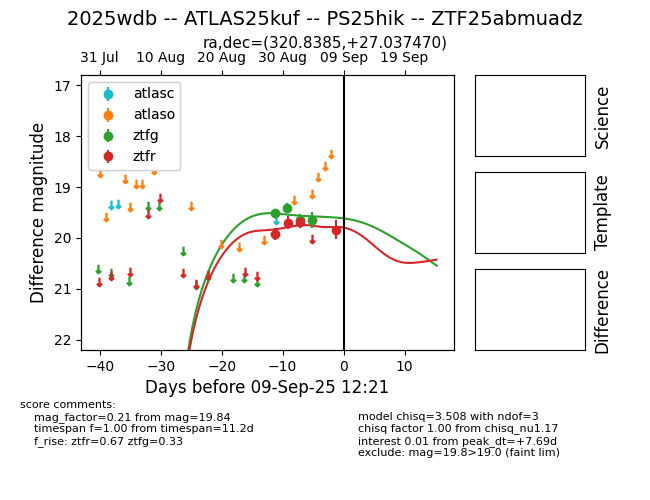 2025wdb -- ATLAS25kuf -- PS25hik -- ZTF25abmuadz
ra,dec=(320.8385,+27.037470)
31 Jul 10 Aug 20 Aug 30 Aug 09 Sep 19 Sep
atlasc
atlaso
ztfg
ztfr
17
18
19
20
21
22
Difference magnitude
−40 −30 −20 −10 0 10
Days before 09-Sep-25 12:21
Science
Template
Difference
score comments:
mag_factor=0.21 from mag=19.84
timespan f=1.00 from timespan=11.2d
f_rise: ztfr=0.67 ztfg=0.33
model chisq=3.508 with ndof=3
chisq factor 1.00 from chisq_nu1.17
interest 0.01 from peak_dt=+7.69d
exclude: mag=19.8>19.0 (faint lim)